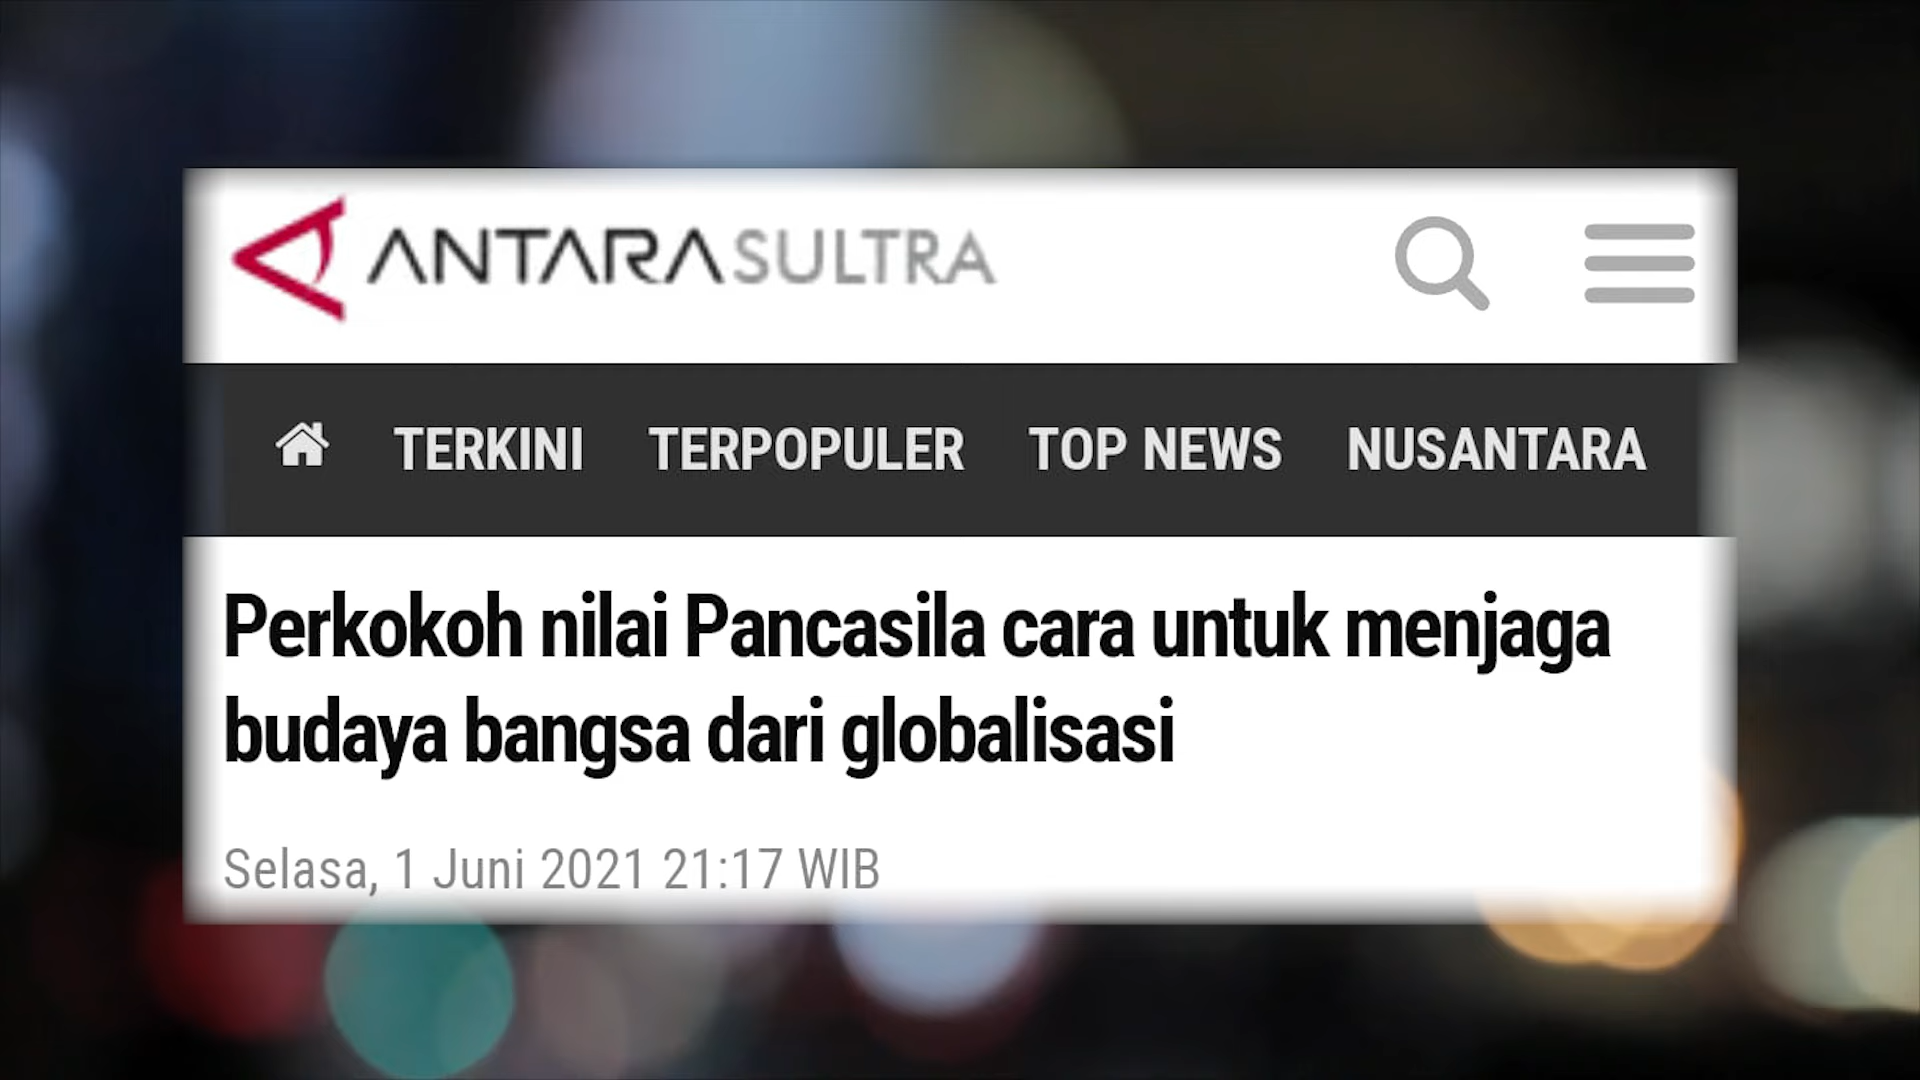 ANTARA SULTRA
TERKINI TERPOPULER TOP NEWS NUSANTARA
Perkokoh nilai Pancasila cara untuk menjaga
budaya bangsa dari globalisasi
Selasa, 1 Juni 2021 21:17 WIB